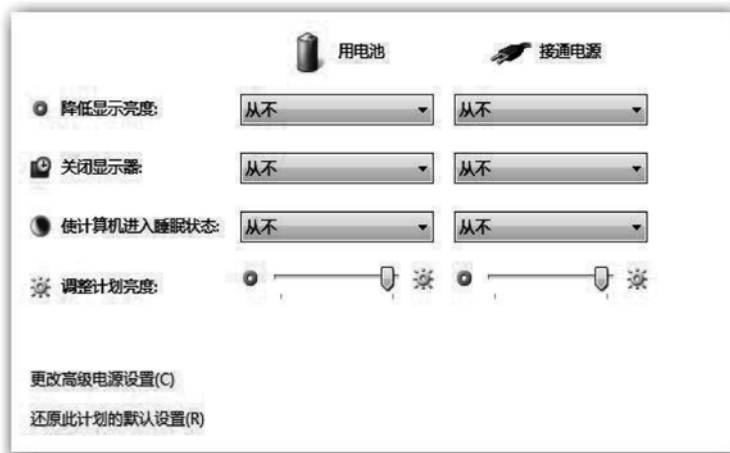 用电池 接通电源
降低显示亮度: 从不 从不
关闭显示器: 从不 从不
使计算机进入睡眠状态: 从不 从不
调整计划亮度:
更改高级电源设置(C)
还原此计划的默认设置(R)